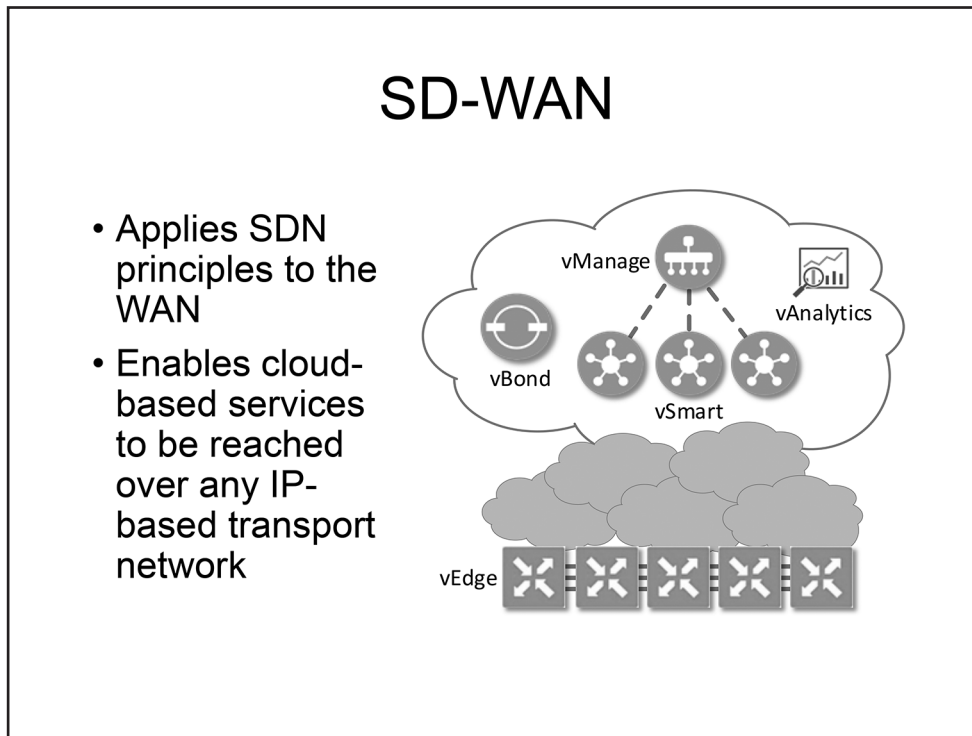 SD-WAN
• Applies SDN
principles to the
WAN
• Enables cloud-
based services
to be reached
over any IP-
based transport
network
vManage
vAnalytics
vBond
vSmart
vEdge